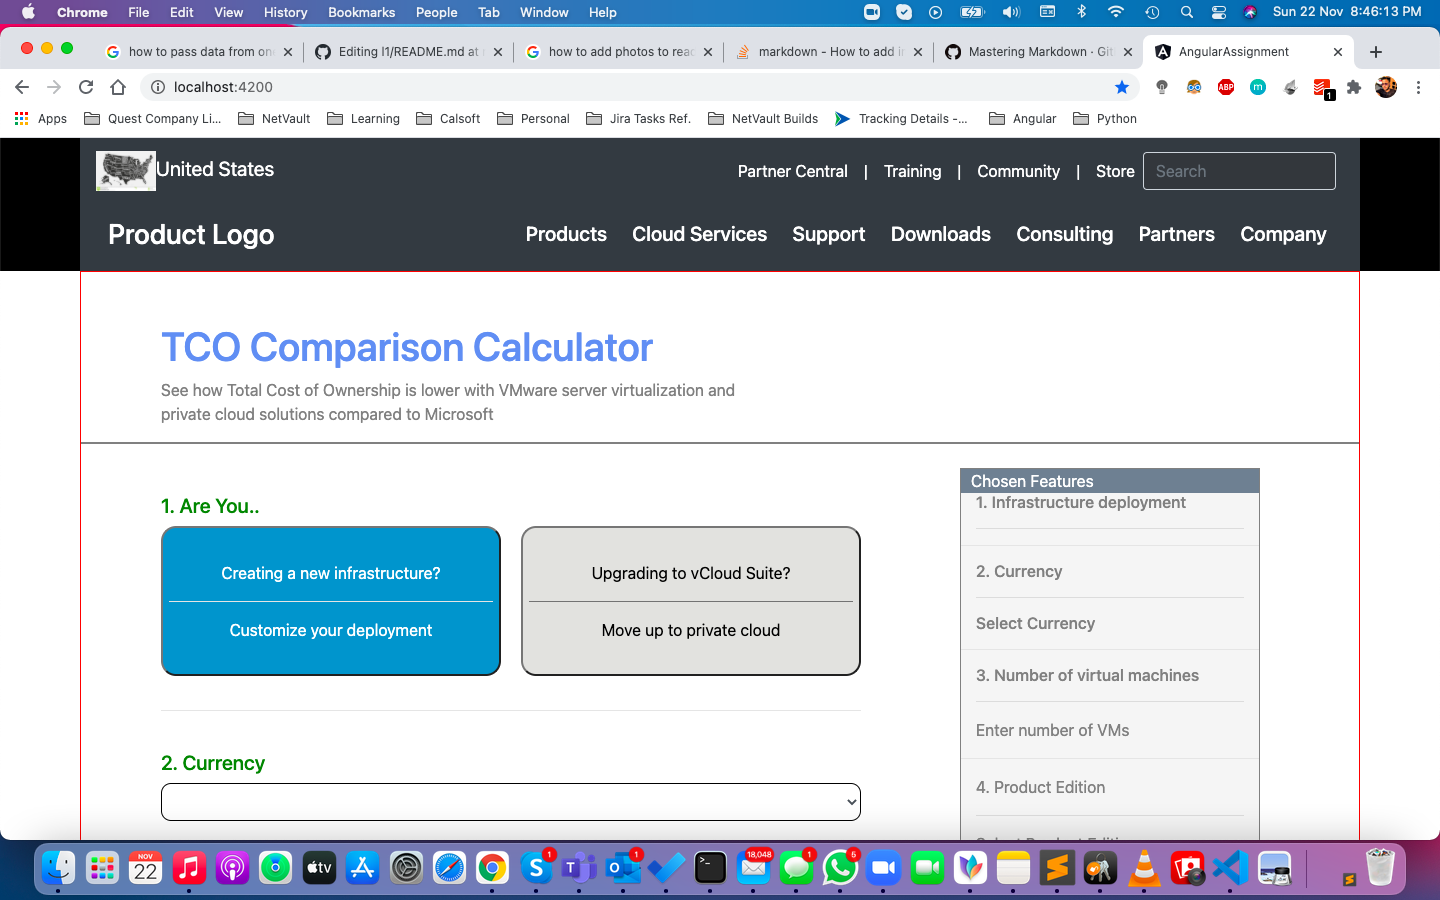 Chrome File Edit View History Bookmarks People Tab Window Help Sun 22 Nov 8:46:13 PM
how to pass data from on Editing l1/README.md at how to add photos to rea markdown - How to add i Mastering Markdown · Git AngularAssignment
localhost:4200
ABP m 1
Apps Quest Company Li... NetVault Learning Calsoft Personal Jira Tasks Ref. NetVault Builds Tracking Details -... Angular Python
United States Partner Central | Training | Community | Store Search
Product Logo Products Cloud Services Support Downloads Consulting Partners Company
TCO Comparison Calculator
See how Total Cost of Ownership is lower with VMware server virtualization and
private cloud solutions compared to Microsoft
1. Are You..
Creating a new infrastructure?
Customize your deployment
Upgrading to vCloud Suite?
Move up to private cloud
2. Currency
Chosen Features
1. Infrastructure deployment
2. Currency
Select Currency
3. Number of virtual machines
Enter number of VMs
4. Product Edition
NOV
22
tv
S 1
T
o 1
18,048
1
6